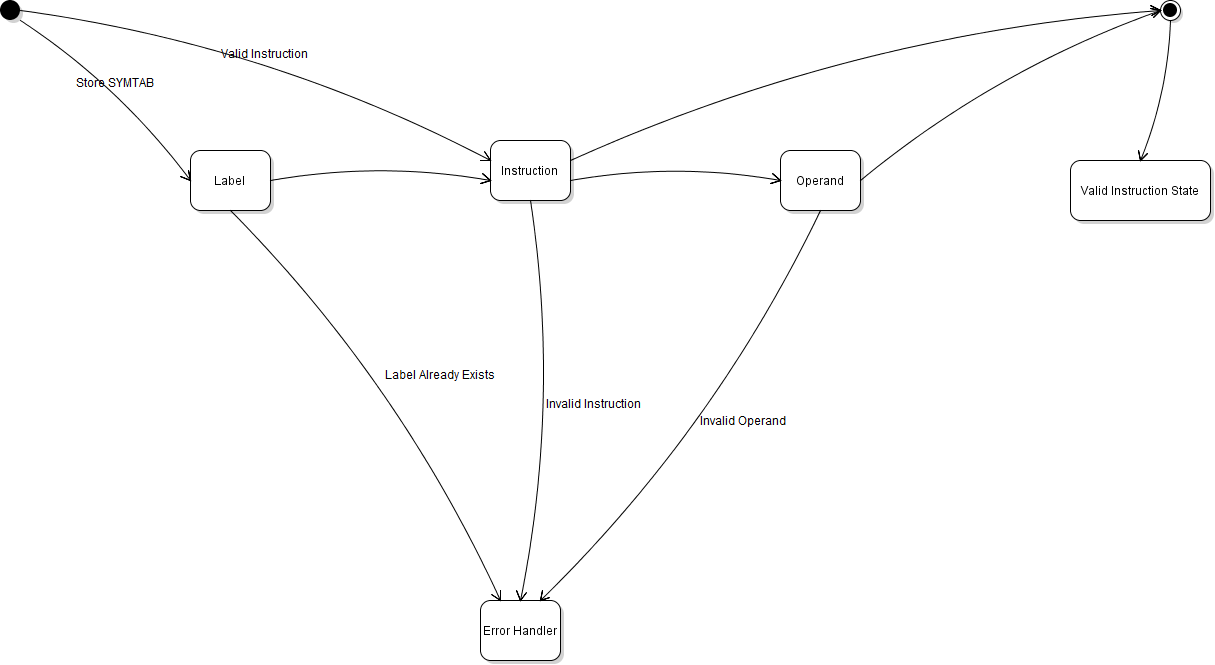 Valid Instruction
Store SYMTAB
Label
Instruction
Operand
Valid Instruction State
Label Already Exists
Invalid Instruction
Invalid Operand
Error Handler